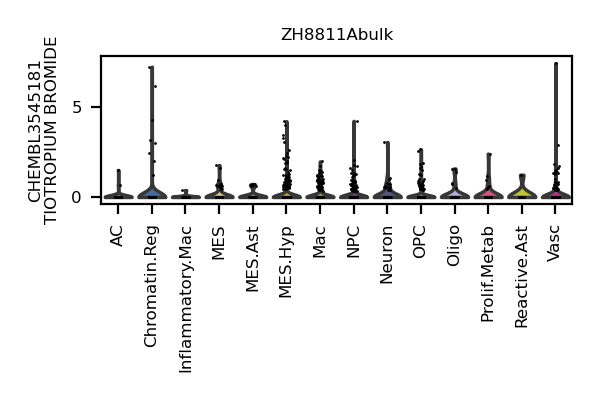 ZH8811Abulk
CHEMBL3545181
TIOTROPIUM BROMIDE
5
0
AC
Chromatin.Reg
Inflammatory.Mac
MES
MES.Ast
MES.Hyp
Mac
NPC
Neuron
OPC
Oligo
Prolif.Metab
Reactive.Ast
Vasc